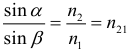 sin α / sin β = n₂ / n₁ = n₂₁